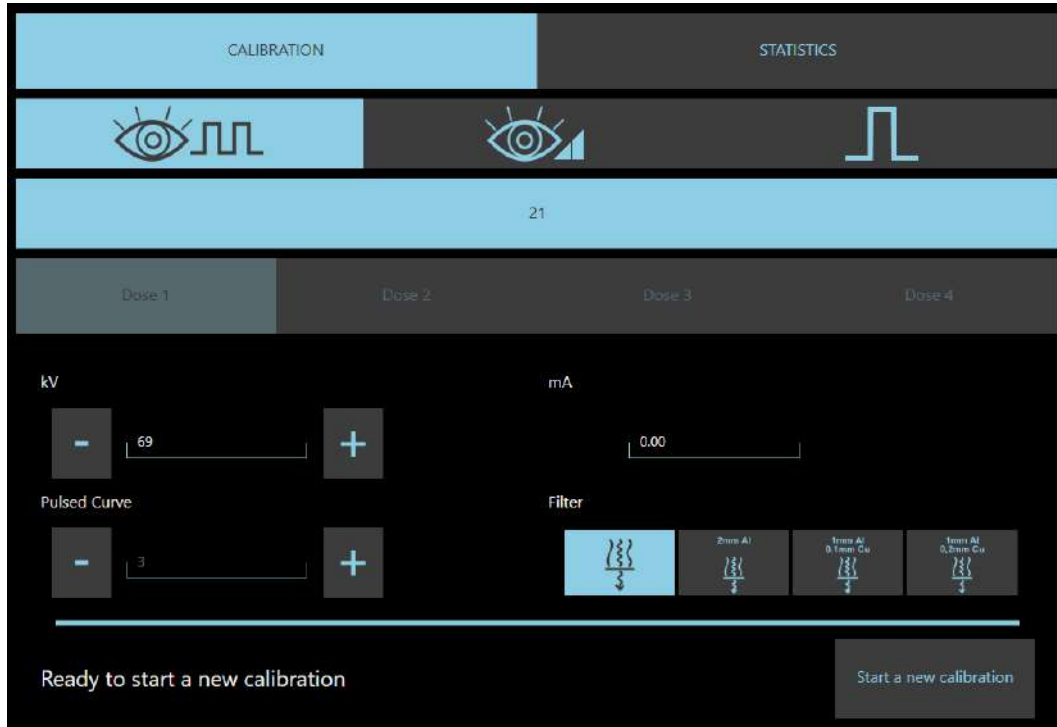 CALIBRATION
STATISTICS
21
Dose 1
Dose 2
Dose 3
Dose 4
kV
mA
-
69
+
0.00
Pulsed Curve
Filter
-
3
+
2mm Al
1mm Al
0.1mm Cu
1mm Al
0,2mm Cu
Ready to start a new calibration
Start a new calibration